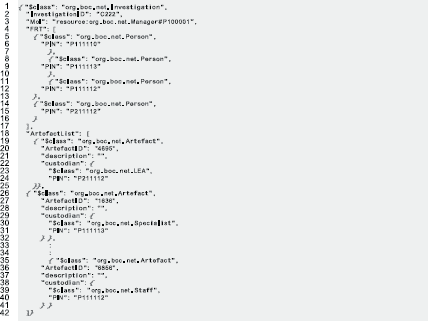 1 {"$class": "org.boc.net.Investigation",
2 "InvestigationID": "C222",
3 "MoI": "resource:org.boc.net.Manager#P100001",
4 "FRT": [
5 { "$class": "org.boc.net.Person",
6 "PIN": "P111110"
7 },
8 { "$class": "org.boc.net.Person",
9 "PIN": "P111113"
10 },
11 { "$class": "org.boc.net.Person",
12 "PIN": "P111112"
13 },
14 { "$class": "org.boc.net.Person",
15 "PIN": "P211112"
16 }
17 ],
18 "ArtefactList": [
19 { "$class": "org.boc.net.Artefact",
20 "ArtefactID": "4695",
21 "description": "",
22 "custodian": {
23 "$class": "org.boc.net.LEA",
24 "PIN": "P211112"
25 }},
26 { "$class": "org.boc.net.Artefact",
27 "ArtefactID": "1636",
28 "description": "",
29 "custodian": {
30 "$class": "org.boc.net.Specialist",
31 "PIN": "P111113"
32 } },
33 :
34 :
35 { "$class": "org.boc.net.Artefact",
36 "ArtefactID": "6656",
37 "description": "",
38 "custodian": {
39 "$class": "org.boc.net.Staff",
40 "PIN": "P111112"
41 } }
42 ]}